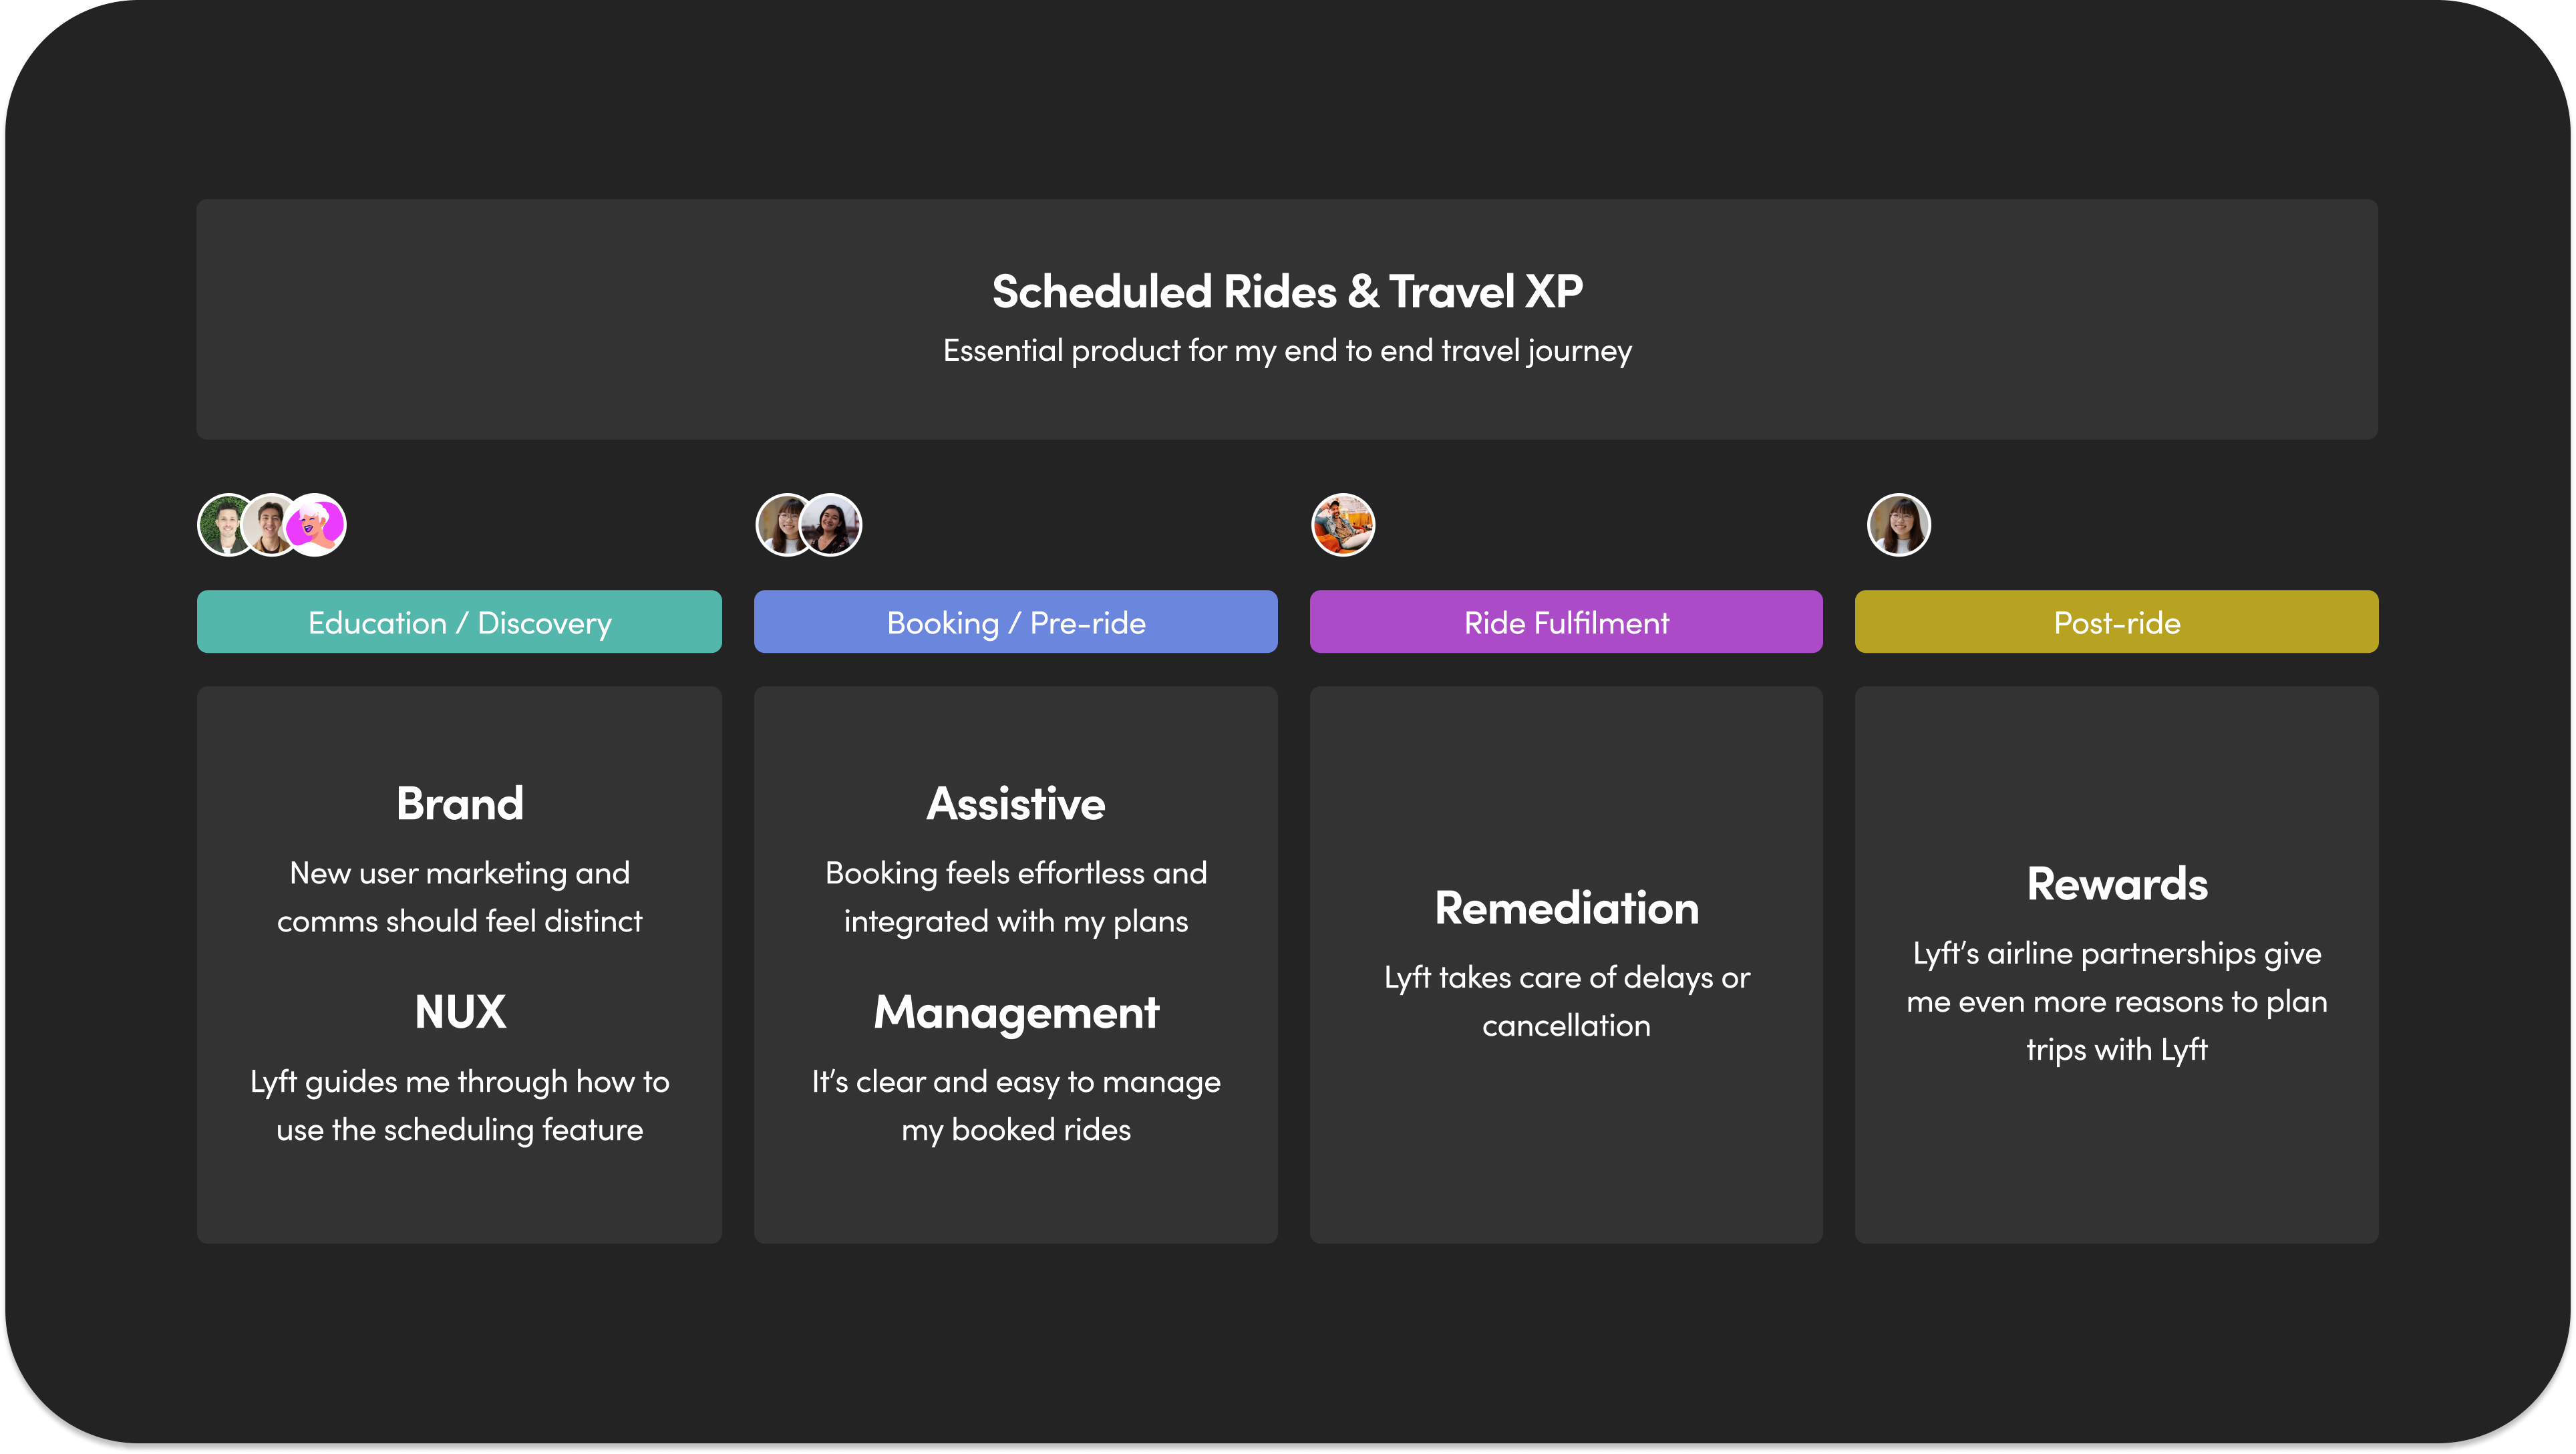 Scheduled Rides & Travel XP
Essential product for my end to end travel journey
Education / Discovery
Booking / Pre-ride
Ride Fulfilment
Post-ride
Brand
New user marketing and
comms should feel distinct
NUX
Lyft guides me through how to
use the scheduling feature
Assistive
Booking feels effortless and
integrated with my plans
Management
It’s clear and easy to manage
my booked rides
Remediation
Lyft takes care of delays or
cancellation
Rewards
Lyft’s airline partnerships give
me even more reasons to plan
trips with Lyft